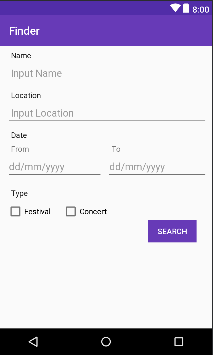 8:00
Finder
Name
Input Name
Location
Input Location
Date
From To
dd/mm/yyyy dd/mm/yyyy
Type
Festival Concert
SEARCH